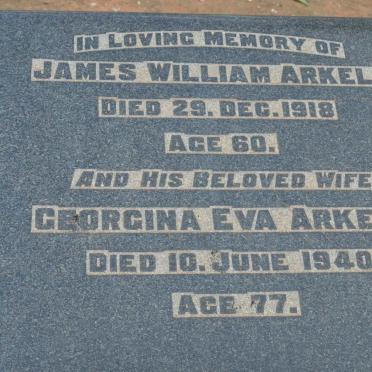 IN LOVING MEMORY OF
JAMES WILLIAM ARKEL
DIED 29. DEC. 1918
AGE 60.
AND HIS BELOVED WIFE
GEORGINA EVA ARKE
DIED 10. JUNE 1940
AGE 77.